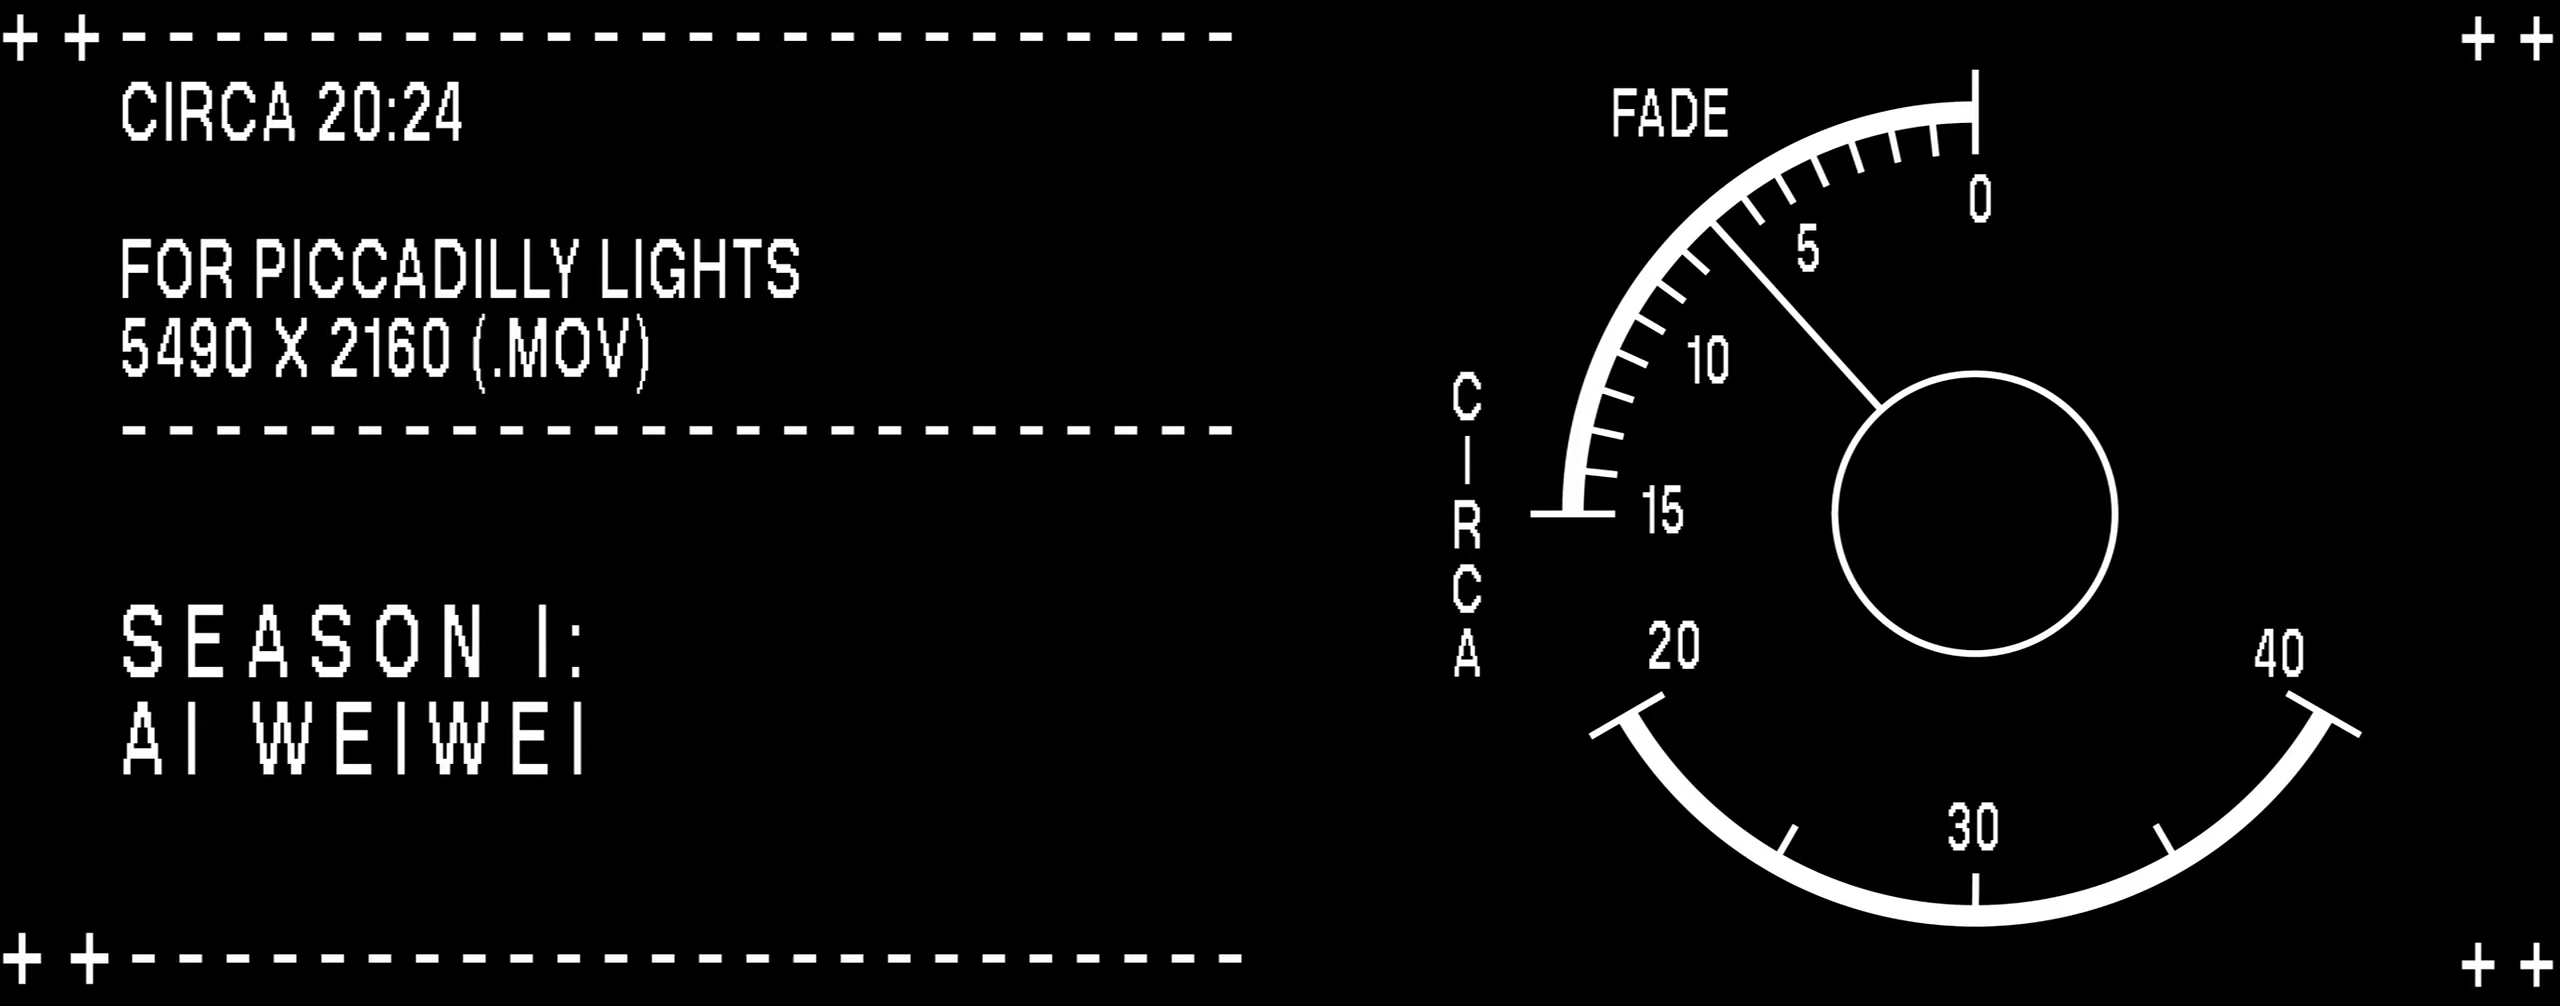 ++------------------------
++
CIRCA 20:24
FOR PICCADILLY LIGHTS
5490 X 2160 (.MOV)
------------------------
SEASON I:
AI WEIWEI
++------------------------
++
FADE
0
5
10
15
CIRCA
20
30
40